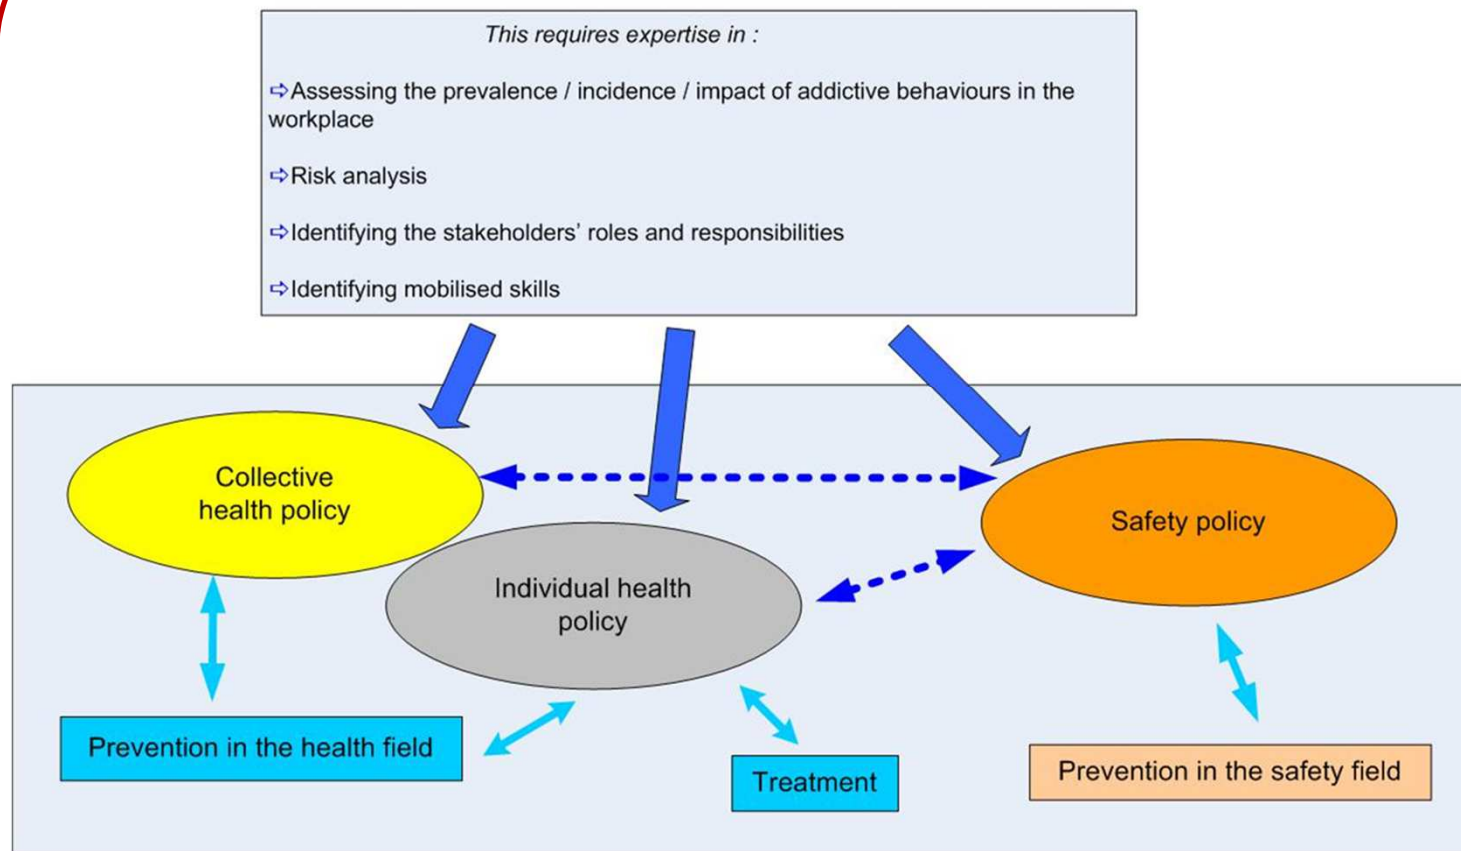 This requires expertise in :
⇨Assessing the prevalence / incidence / impact of addictive behaviours in the
workplace
⇨Risk analysis
⇨Identifying the stakeholders’ roles and responsibilities
⇨Identifying mobilised skills
Collective
health policy
Individual health
policy
Safety policy
Prevention in the health field
Treatment
Prevention in the safety field